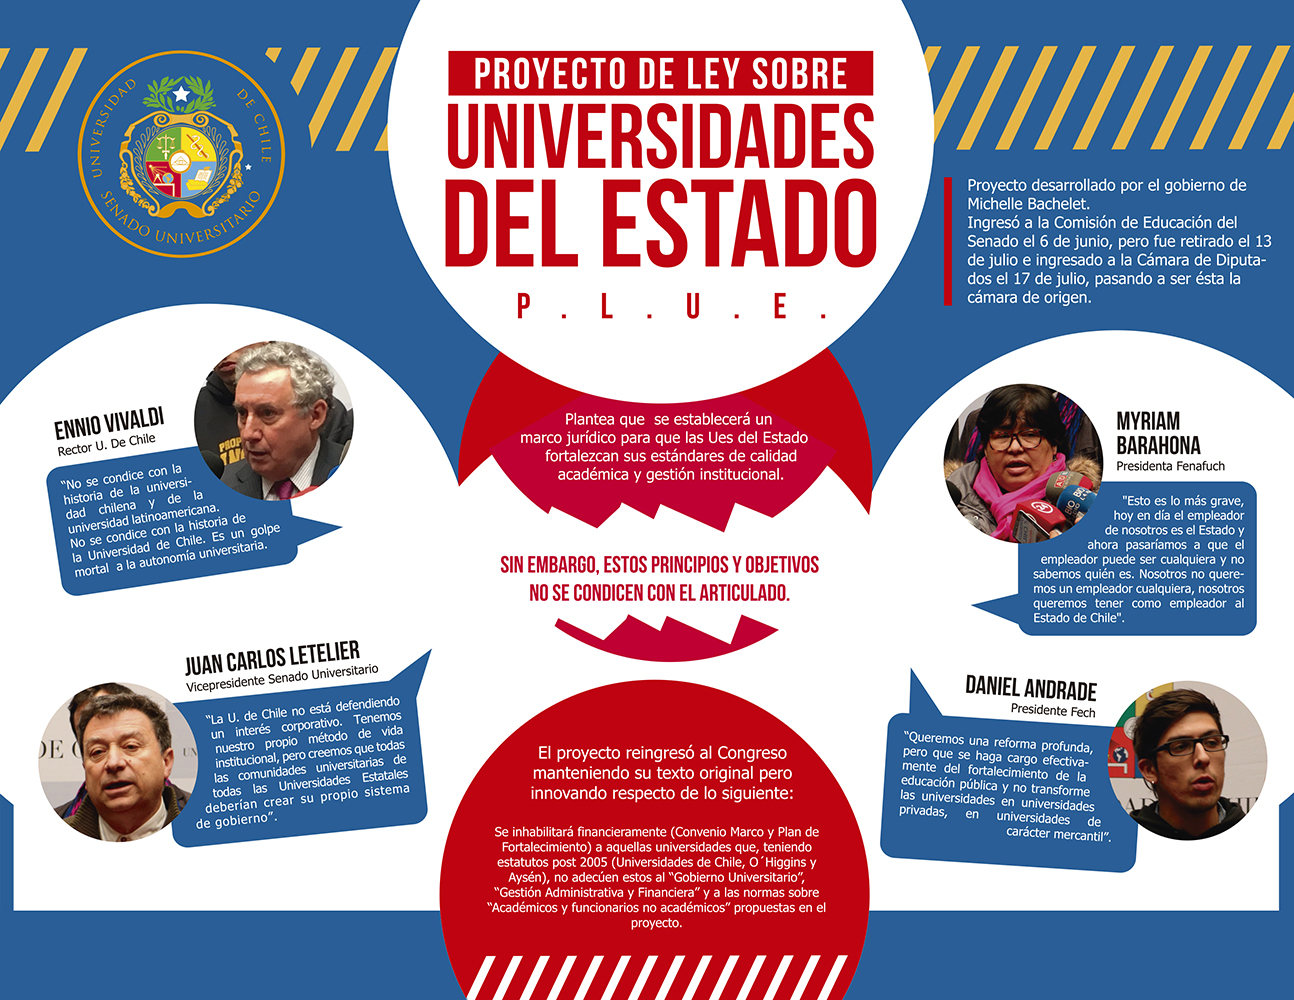 UNIVERSIDAD DE CHILE
SENADO UNIVERSITARIO
PROYECTO DE LEY SOBRE
UNIVERSIDADES
DEL ESTADO
P.L.U.E.
Proyecto desarrollado por el gobierno de
Michelle Bachelet.
Ingresó a la Comisión de Educación del
Senado el 6 de junio, pero fue retirado el 13
de julio e ingresado a la Cámara de Diputa-
dos el 17 de julio, pasando a ser ésta la
cámara de origen.
Plantea que se establecerá un
marco jurídico para que las Ues del Estado
fortalezcan sus estándares de calidad
académica y gestión institucional.
SIN EMBARGO, ESTOS PRINCIPIOS Y OBJETIVOS
NO SE CONDICEN CON EL ARTICULADO.
ENNIO VIVALDI
Rector U. De Chile
“No se condice con la
historia de la universi-
dad chilena y de la
universidad latinoamericana.
No se condice con la historia de
la Universidad de Chile. Es un golpe
mortal a la autonomía universitaria.
JUAN CARLOS LETELIER
Vicepresidente Senado Universitario
“La U. de Chile no está defendiendo
un interés corporativo. Tenemos
nuestro propio método de vida
institucional, pero creemos que todas
las comunidades universitarias de
todas las Universidades Estatales
deberían crear su propio sistema
de gobierno”.
MYRIAM
BARAHONA
Presidenta Fenafuch
"Esto es lo más grave,
hoy en día el empleador
de nosotros es el Estado y
ahora pasaríamos a que el
empleador puede ser cualquiera y no
sabemos quién es. Nosotros no quere-
mos un empleador cualquiera, nosotros
queremos tener como empleador al
Estado de Chile".
DANIEL ANDRADE
Presidente Fech
“Queremos una reforma profunda,
pero que se haga cargo efectiva-
mente del fortalecimiento de la
educación pública y no transforme
las universidades en universidades
privadas, en universidades de
carácter mercantil”.
El proyecto reingresó al Congreso
manteniendo su texto original pero
innovando respecto de lo siguiente:
Se inhabilitará financieramente (Convenio Marco y Plan de
Fortalecimiento) a aquellas universidades que, teniendo
estatutos post 2005 (Universidades de Chile, O´Higgins y
Aysén), no adecúen estos al “Gobierno Universitario”,
“Gestión Administrativa y Financiera” y a las normas sobre
“Académicos y funcionarios no académicos” propuestas en el
proyecto.